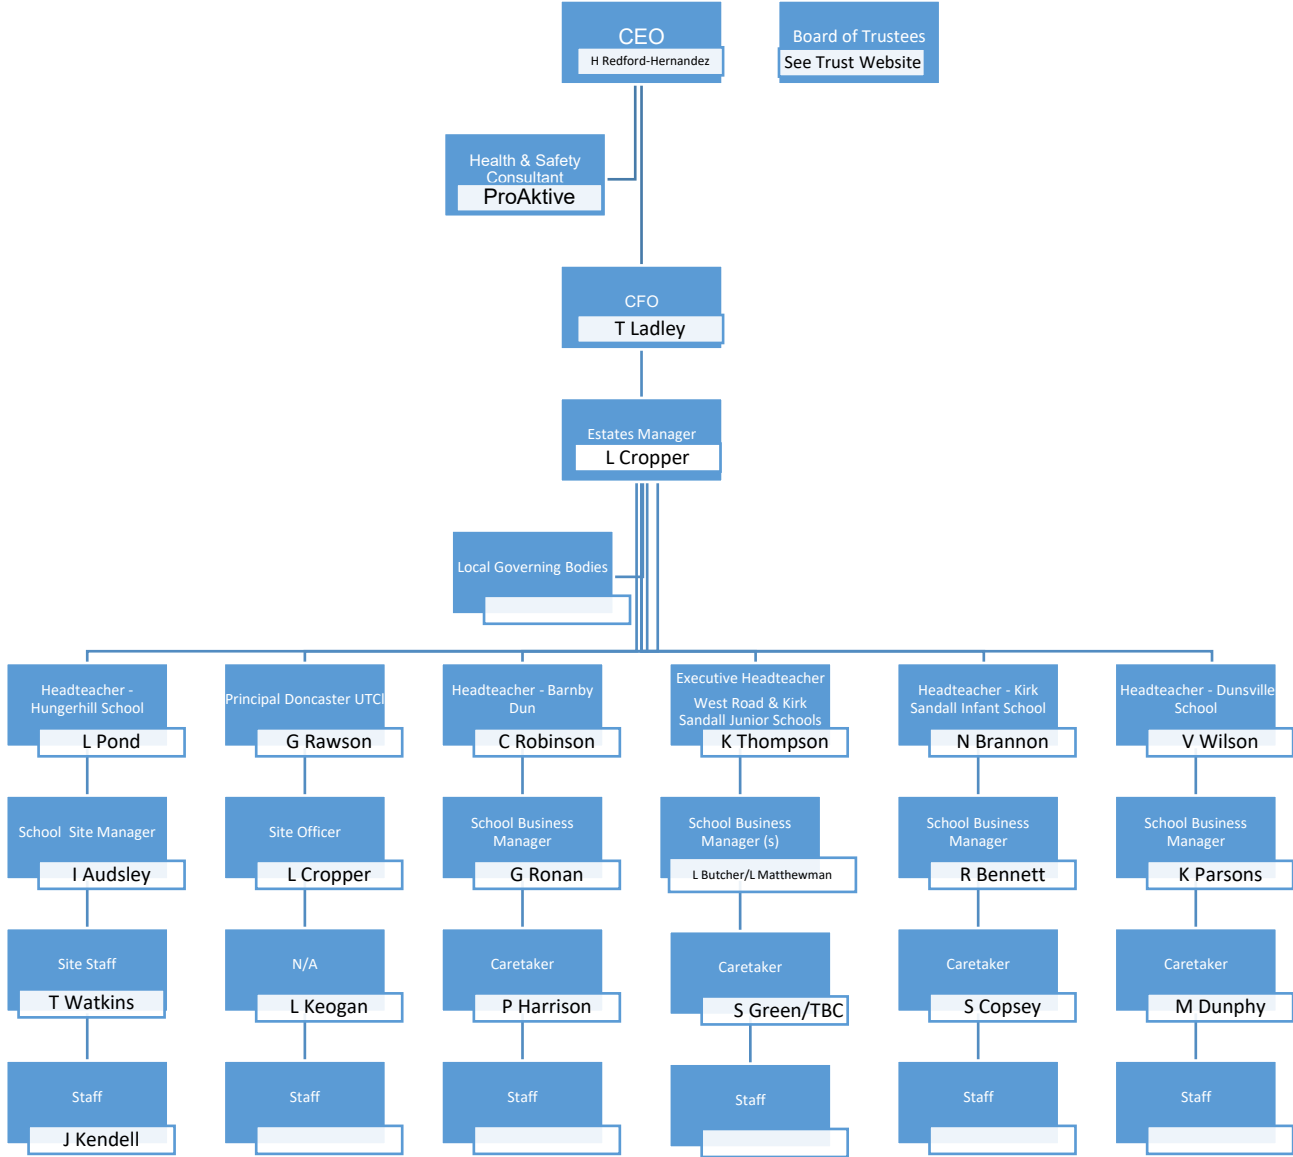 CEO
H Redford-Hernandez
Board of Trustees
See Trust Website
Health & Safety
Consultant
ProAktive
CFO
T Ladley
Estates Manager
L Cropper
Local Governing Bodies
Headteacher -
Hungerhill School
L Pond
Principal Doncaster UTCl
G Rawson
Headteacher - Barnby
Dun
C Robinson
Executive Headteacher
West Road & Kirk
Sandall Junior Schools
K Thompson
Headteacher - Kirk
Sandall Infant School
N Brannon
Headteacher - Dunsville
School
V Wilson
School  Site Manager
I Audsley
Site Officer
L Cropper
School Business
Manager
G Ronan
School Business
Manager (s)
L Butcher/L Matthewman
School Business
Manager
R Bennett
School Business
Manager
K Parsons
Site Staff
T Watkins
N/A
L Keogan
Caretaker
P Harrison
Caretaker
S Green/TBC
Caretaker
S Copsey
Caretaker
M Dunphy
Staff
J Kendell
Staff
Staff
Staff
Staff
Staff